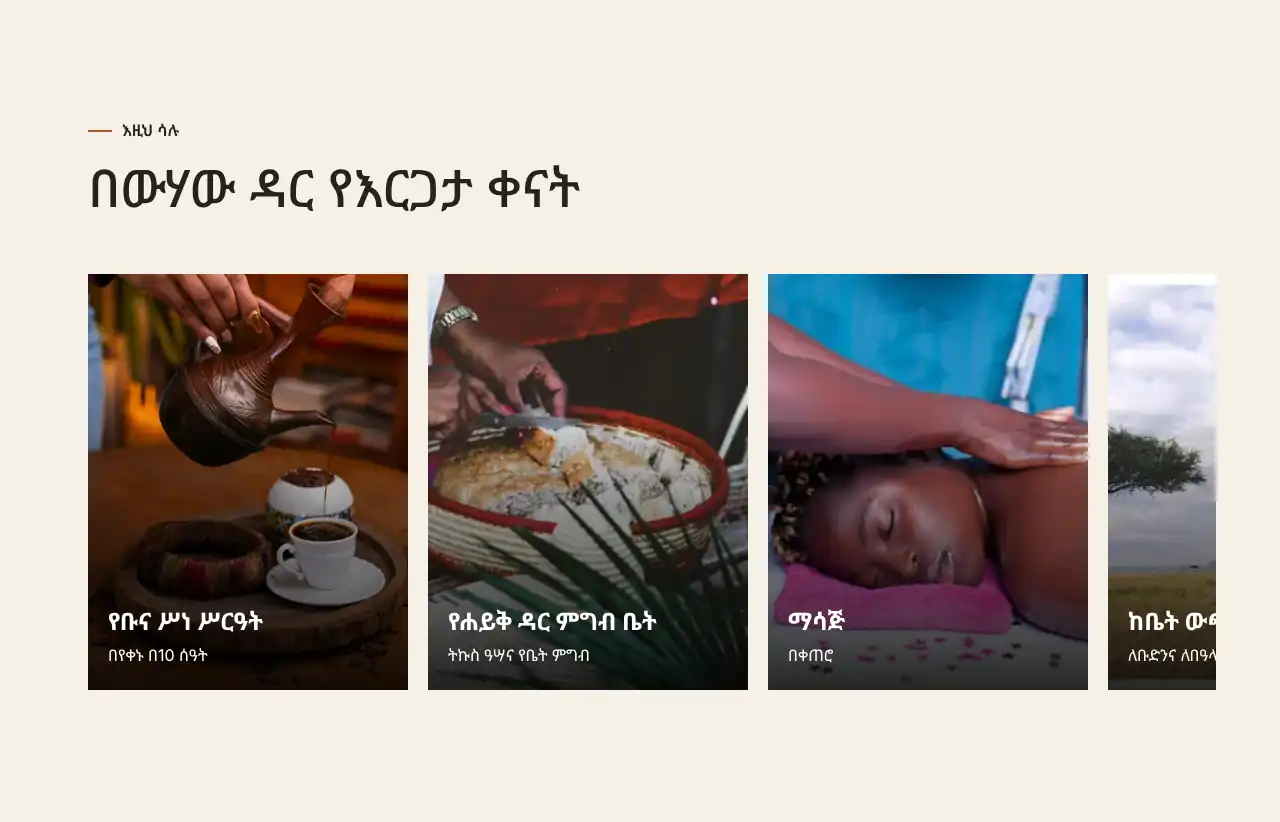 እዚህ ሳሉ
በውሃው ዳር የእርጋታ ቀናት
የቡና ሥነ ሥርዓት
በየቀኑ በ10 ሰዓት
የሐይቅ ዳር ምግብ ቤት
ትኩስ ዓሣና የቤት ምግብ
ማሳጅ
በቀጠሮ
ከቤት
ለቡድንና